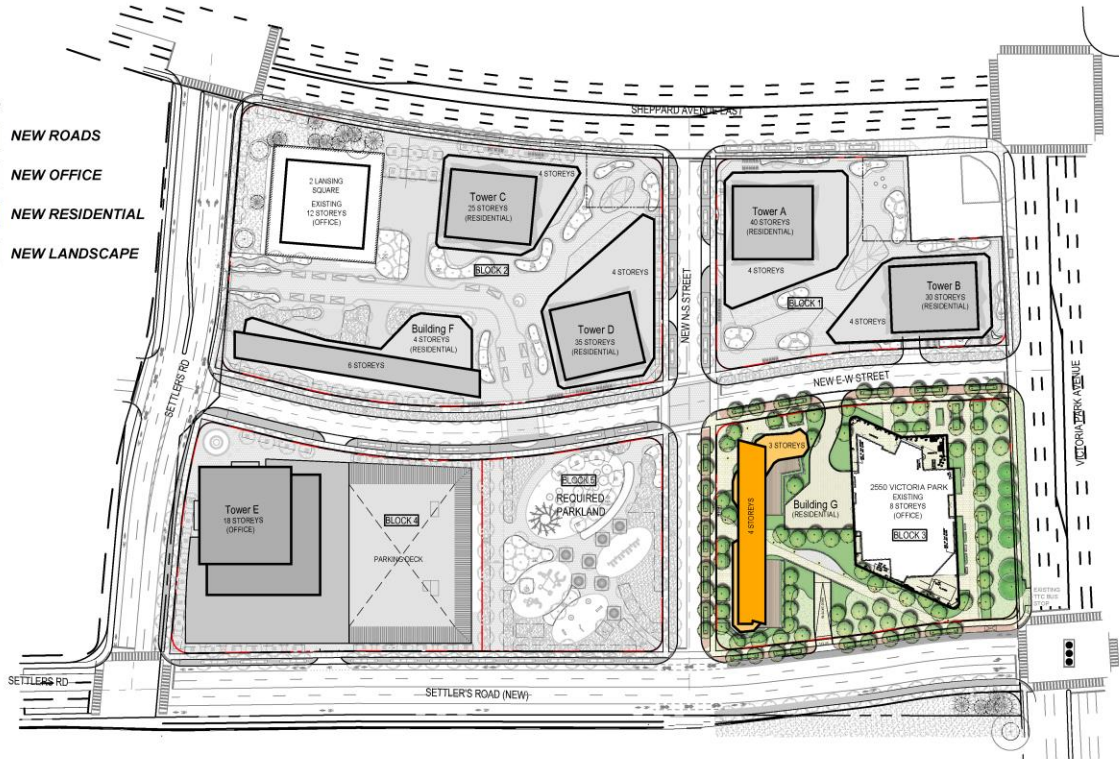 NEW ROADS
NEW OFFICE
NEW RESIDENTIAL
NEW LANDSCAPE
SHEPPARD AVENUE EAST
2 LANSING
SQUARE
EXISTING
12 STOREYS
(OFFICE)
Tower C
25 STOREYS
(RESIDENTIAL)
4 STOREYS
BLOCK 2
4 STOREYS
Tower D
35 STOREYS
(RESIDENTIAL)
Building F
4 STOREYS
(RESIDENTIAL)
6 STOREYS
NEW N-S STREET
Tower A
40 STOREYS
(RESIDENTIAL)
4 STOREYS
BLOCK 1
Tower B
30 STOREYS
(RESIDENTIAL)
4 STOREYS
NEW E-W STREET
VICTORIA PARK AVENUE
SETTLERS RD
Tower E
18 STOREYS
(OFFICE)
BLOCK 4
PARKING DECK
BLOCK 5
REQUIRED
PARKLAND
3 STOREYS
4 STOREYS
Building G
(RESIDENTIAL)
2550 VICTORIA PARK
EXISTING
8 STOREYS
(OFFICE)
BLOCK 3
EXISTING
TTC BUS
STOP
SETTLERS RD
SETTLER'S ROAD (NEW)